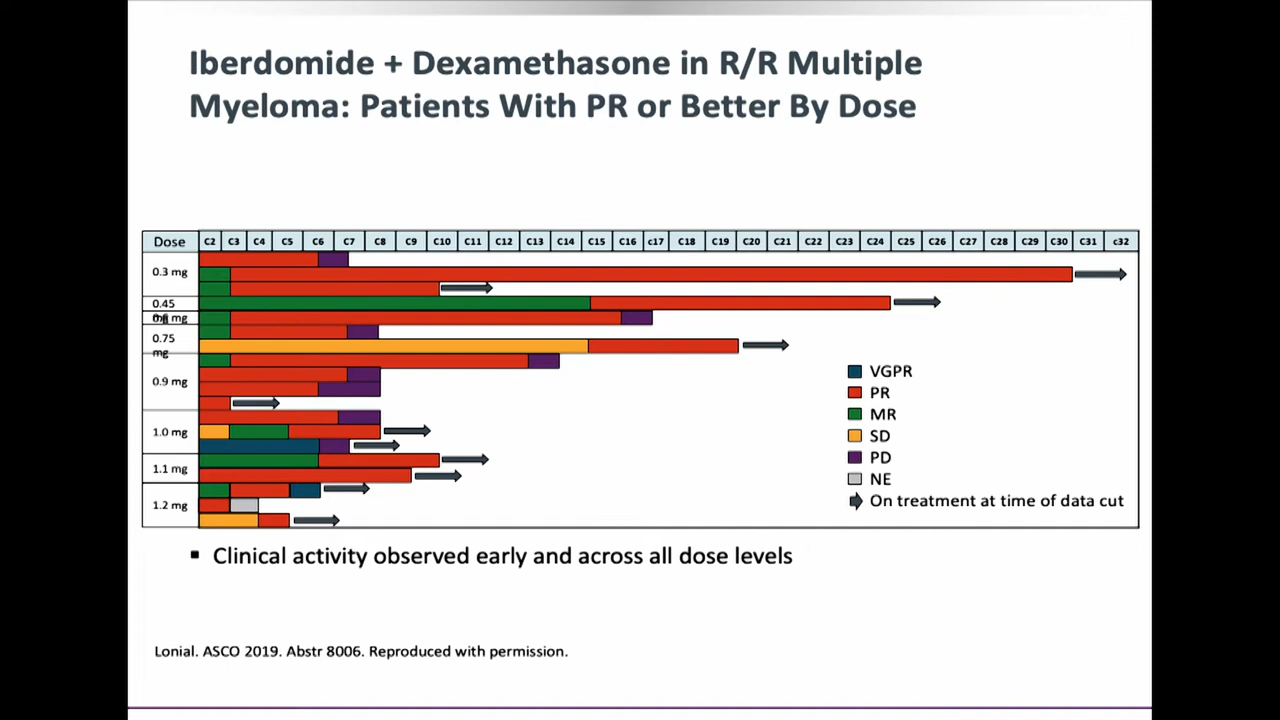 Iberdomide + Dexamethasone in R/R Multiple
Myeloma: Patients With PR or Better By Dose
Dose C2 C3 C4 C5 C6 C7 C8 C9 C10 C11 C12 C13 C14 C15 C16 c17 C18 C19 C20 C21 C22 C23 C24 C25 C26 C27 C28 C29 C30 C31 c32
0.3 mg
0.45
mg
0.75
mg
0.9 mg
1.0 mg
1.1 mg
1.2 mg
VGPR
PR
MR
SD
PD
NE
On treatment at time of data cut
▪ Clinical activity observed early and across all dose levels
Lonial. ASCO 2019. Abstr 8006. Reproduced with permission.